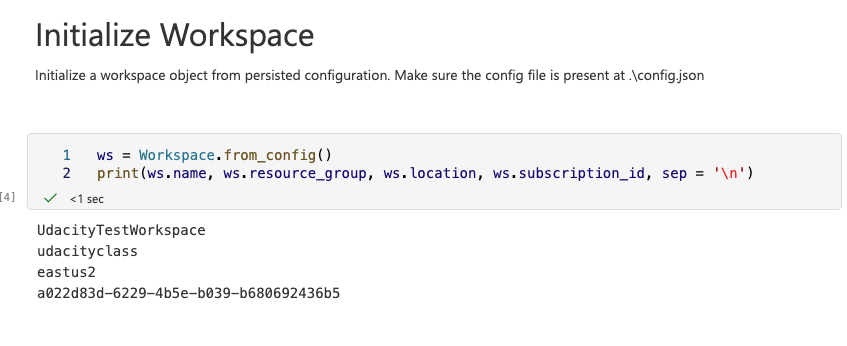 Initialize Workspace
Initialize a workspace object from persisted configuration. Make sure the config file is present at .\config.json
1 ws = Workspace.from_config()
2 print(ws.name, ws.resource_group, ws.location, ws.subscription_id, sep = '\n')
[4] <1 sec
UdacityTestWorkspace
udacityclass
eastus2
a022d83d-6229-4b5e-b039-b680692436b5